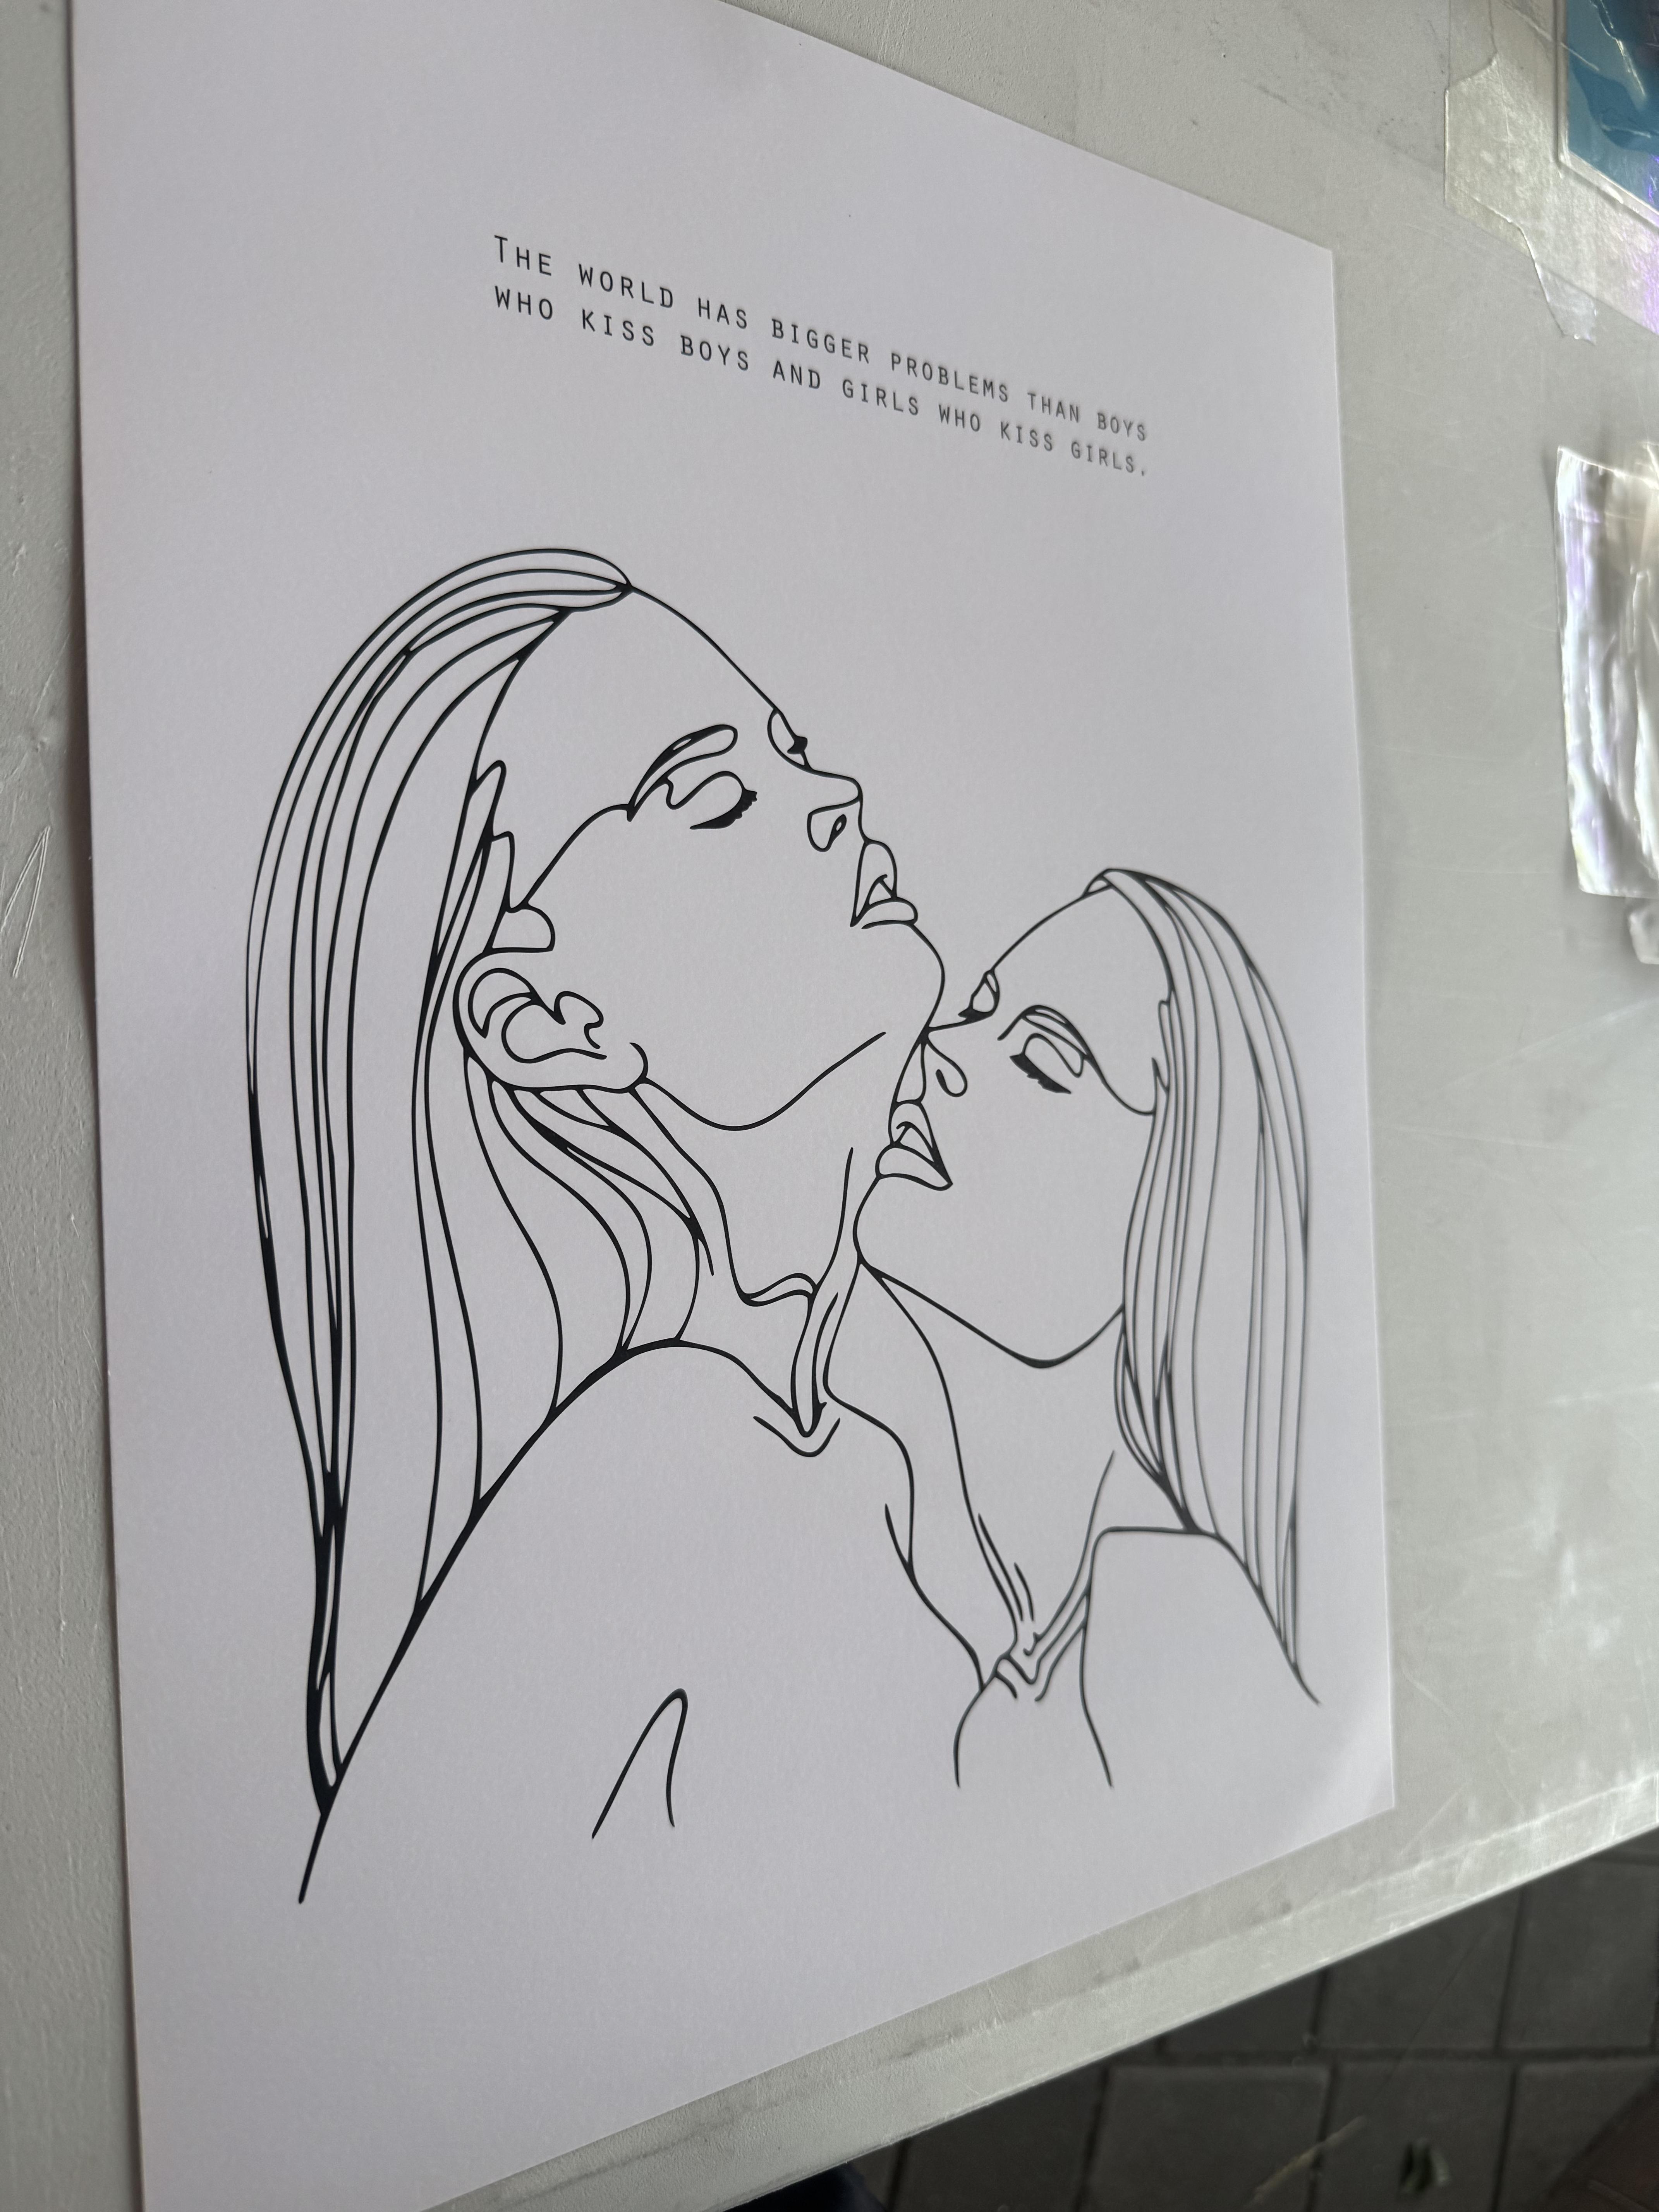 THE WORLD HAS BIGGER PROBLEMS THAN BOYS
WHO KISS BOYS AND GIRLS WHO KISS GIRLS.